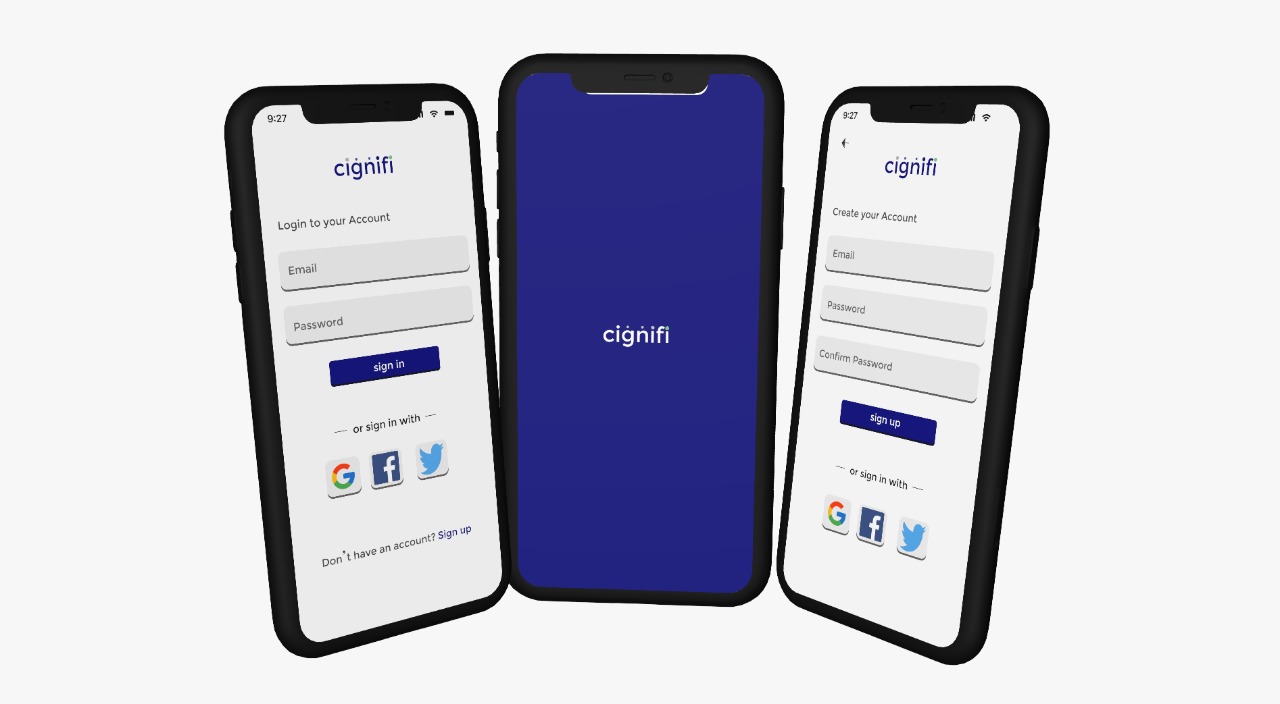 9:27
cignifi
Login to your Account
Email
Password
sign in
or sign in with
Don't have an account? Sign up
cignifi
9:27
cignifi
Create your Account
Email
Password
Confirm Password
sign up
or sign in with